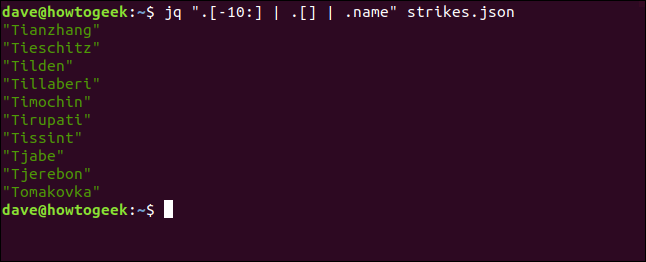 dave@howtogeek:~$ jq ".[-10:] | .[] | .name" strikes.json
"Tianzhang"
"Tieschitz"
"Tilden"
"Tillaberi"
"Timochin"
"Tirupati"
"Tissint"
"Tjabe"
"Tjerebon"
"Tomakovka"
dave@howtogeek:~$